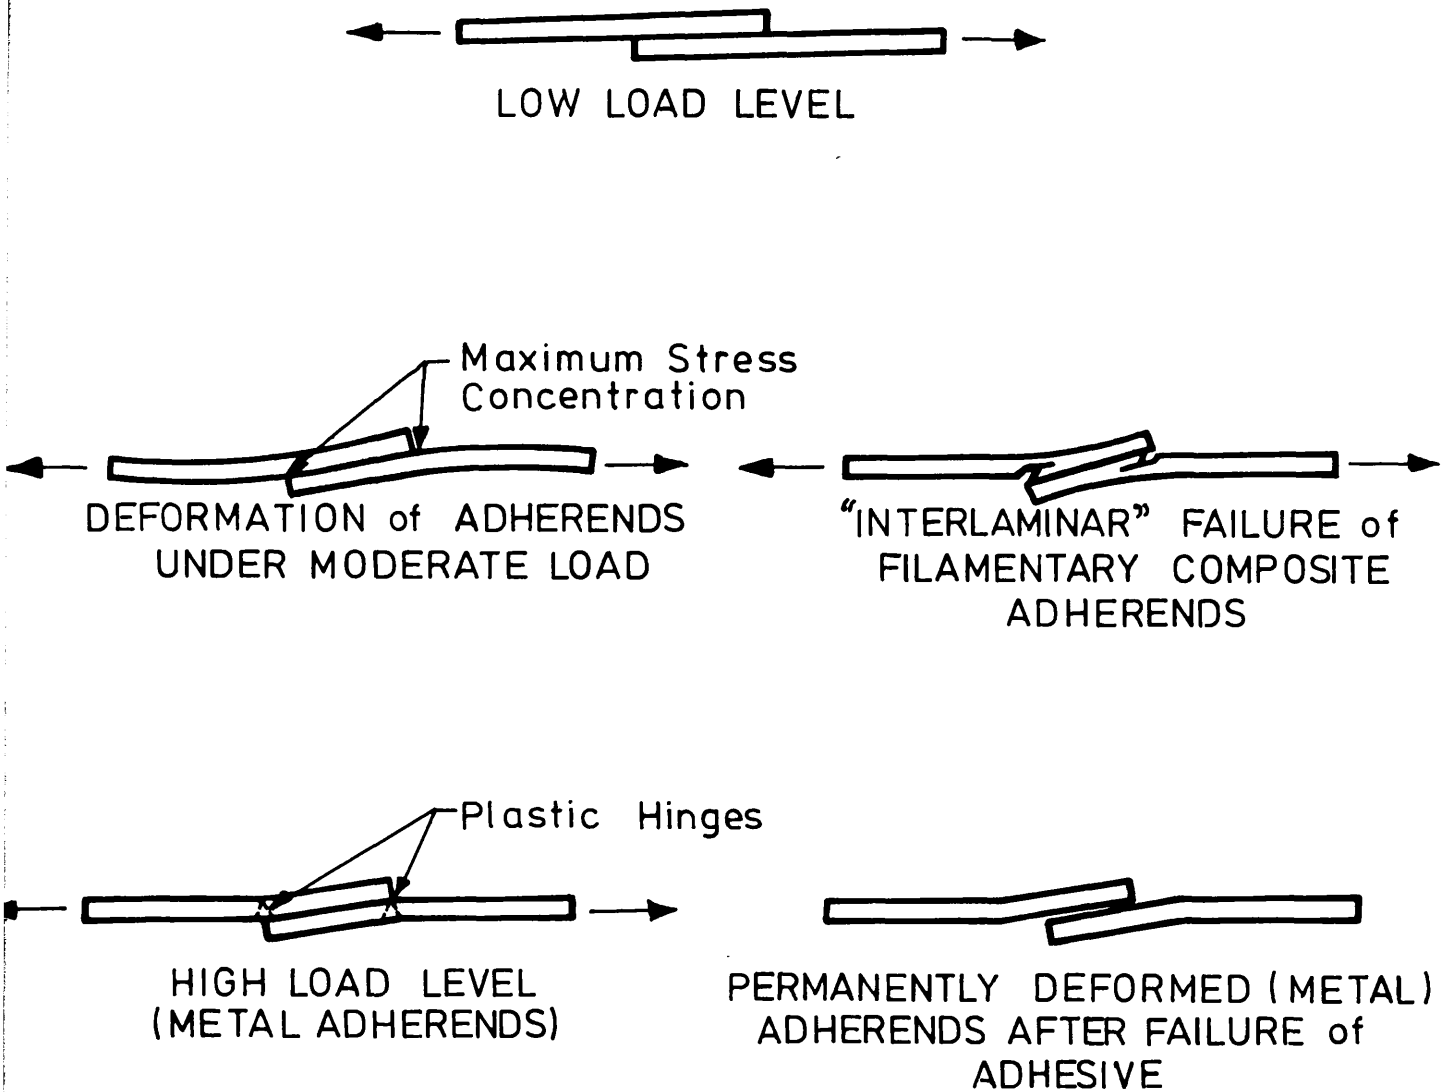 LOW LOAD LEVEL
Maximum Stress
Concentration
DEFORMATION of ADHERENDS
UNDER MODERATE LOAD
"INTERLAMINAR" FAILURE of
FILAMENTARY COMPOSITE
ADHERENDS
Plastic Hinges
HIGH LOAD LEVEL
(METAL ADHERENDS)
PERMANENTLY DEFORMED (METAL)
ADHERENDS AFTER FAILURE of
ADHESIVE